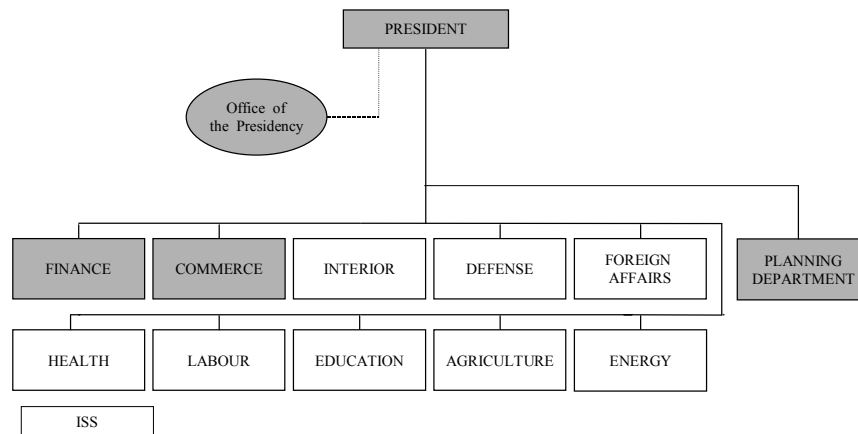 PRESIDENT
Office of
the Presidency
FINANCE
COMMERCE
INTERIOR
DEFENSE
FOREIGN
AFFAIRS
PLANNING
DEPARTMENT
HEALTH
LABOUR
EDUCATION
AGRICULTURE
ENERGY
ISS